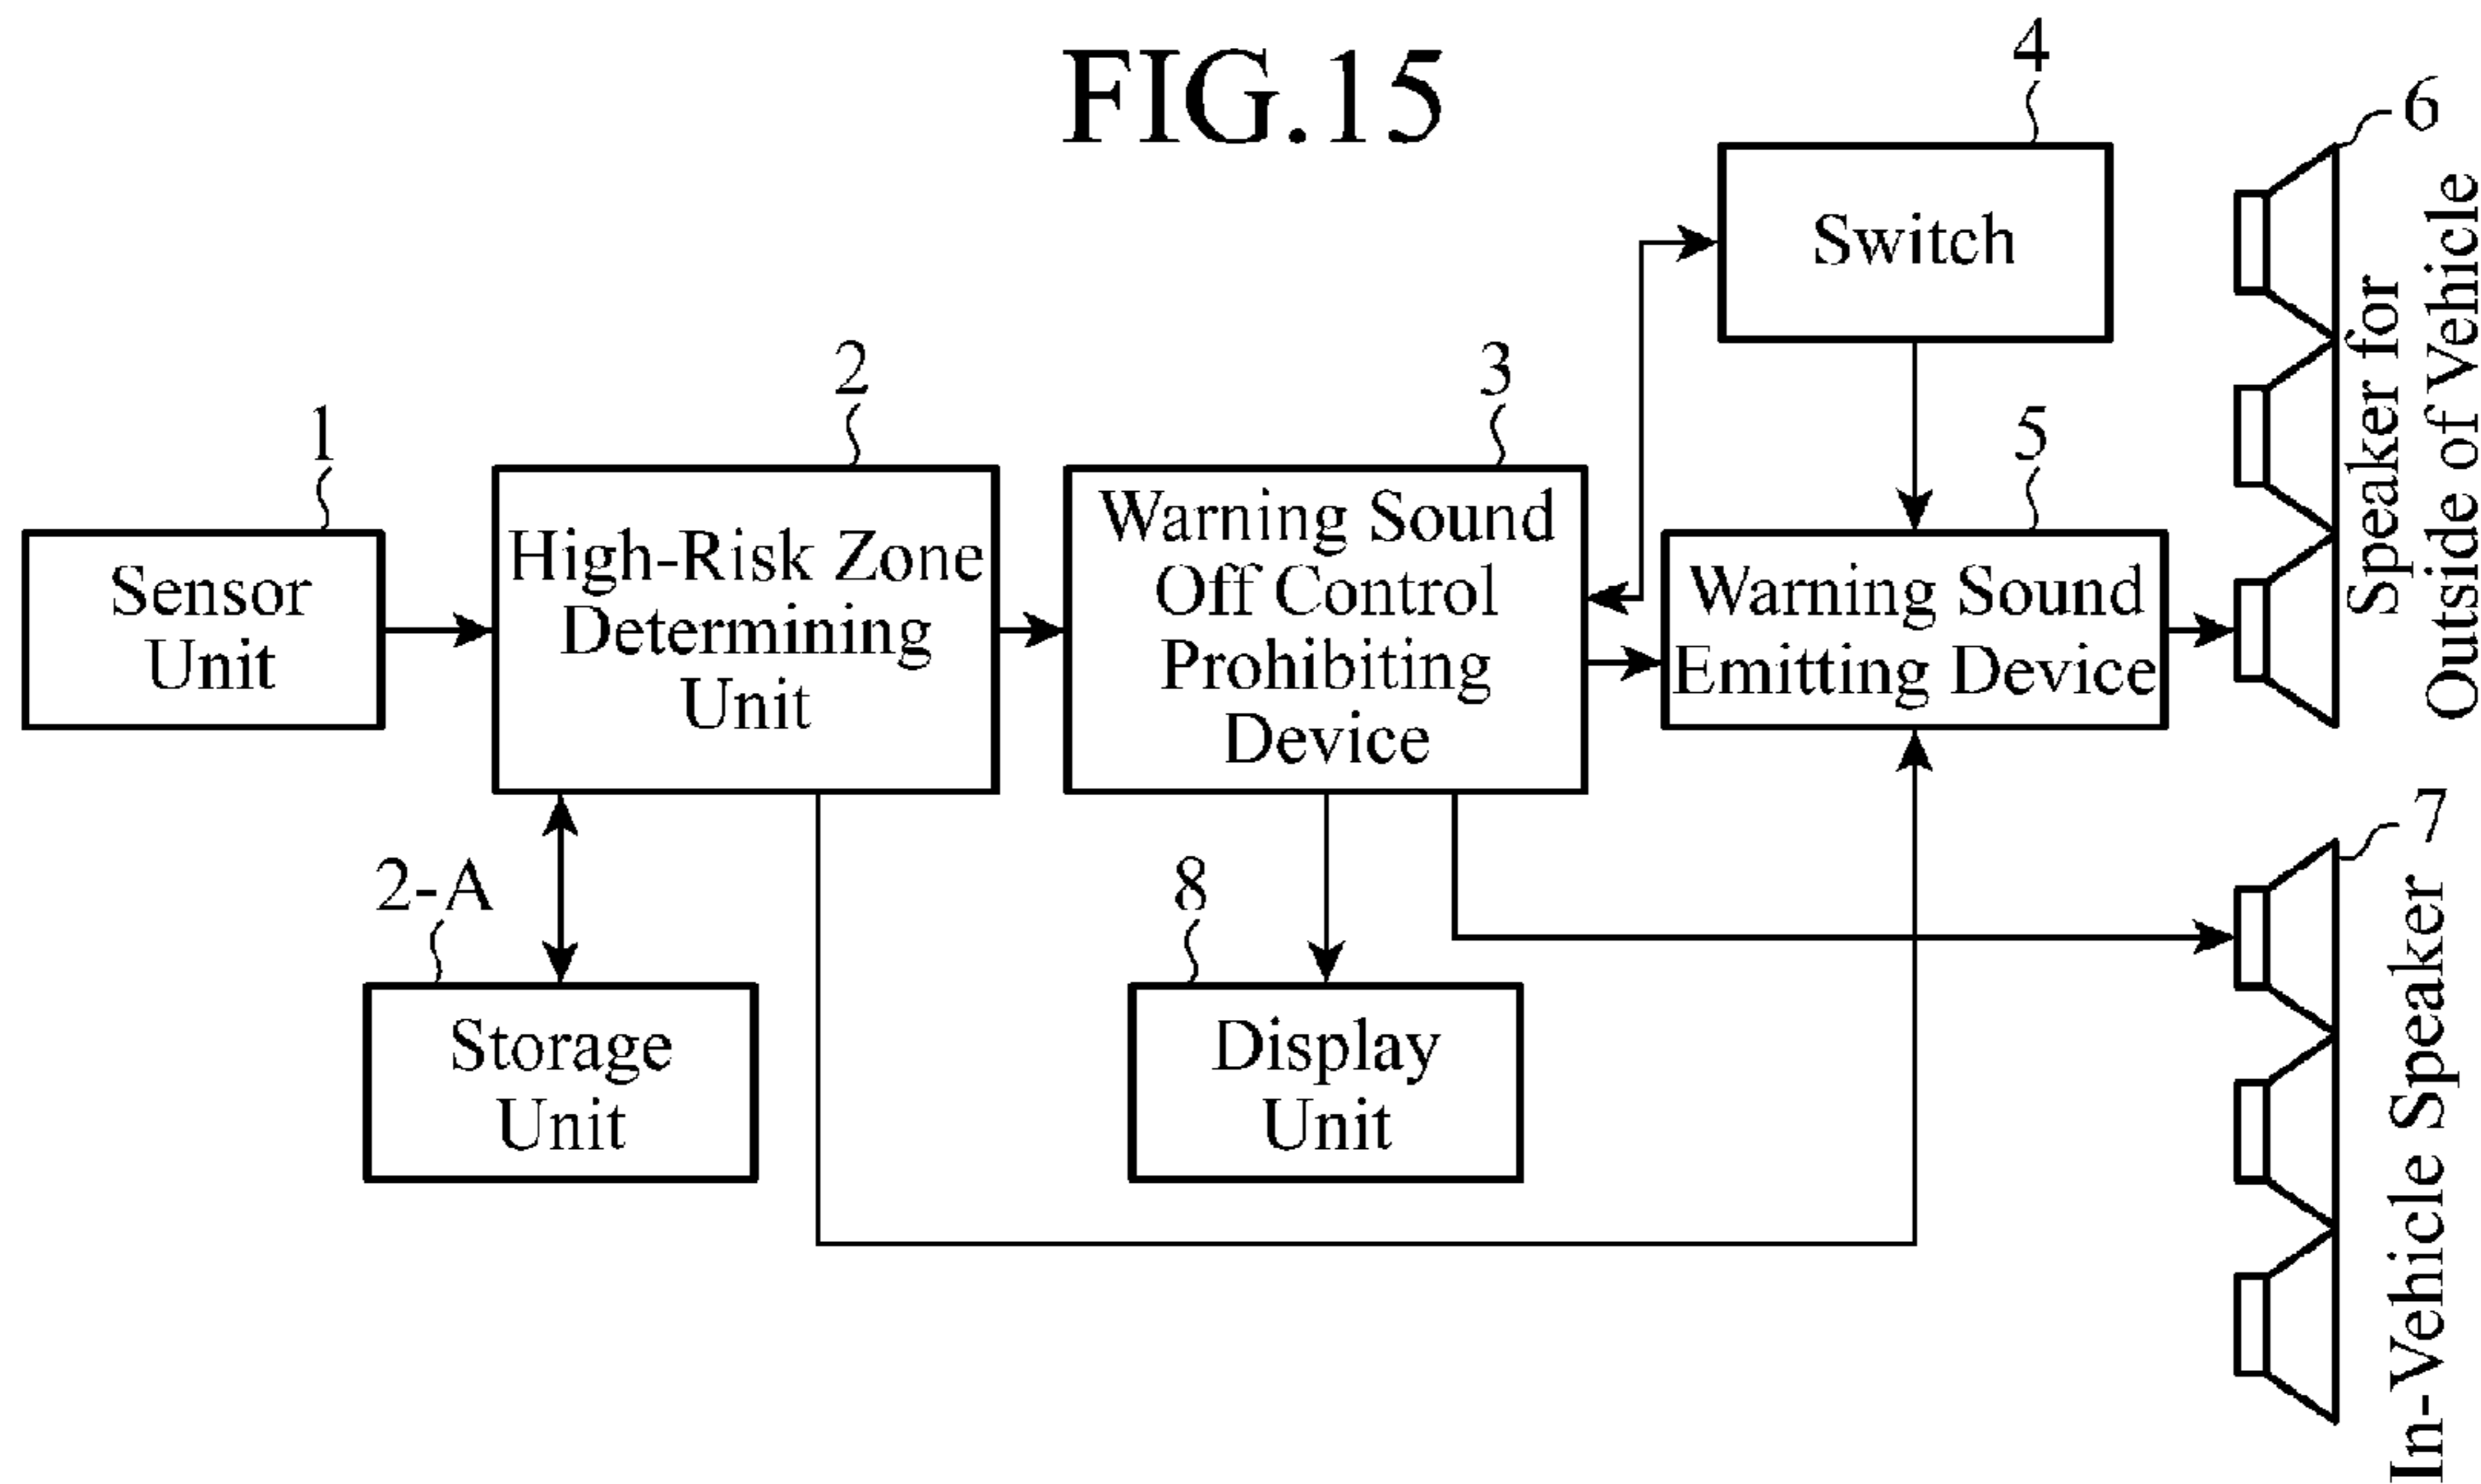 FIG.15
4
Switch
6
Speaker for
Outside of Vehicle
1
Sensor
Unit
2
High-Risk Zone
Determining
Unit
3
Warning Sound
Off Control
Prohibiting
Device
5
Warning Sound
Emitting Device
2-A
Storage
Unit
8
Display
Unit
7
In-Vehicle Speaker